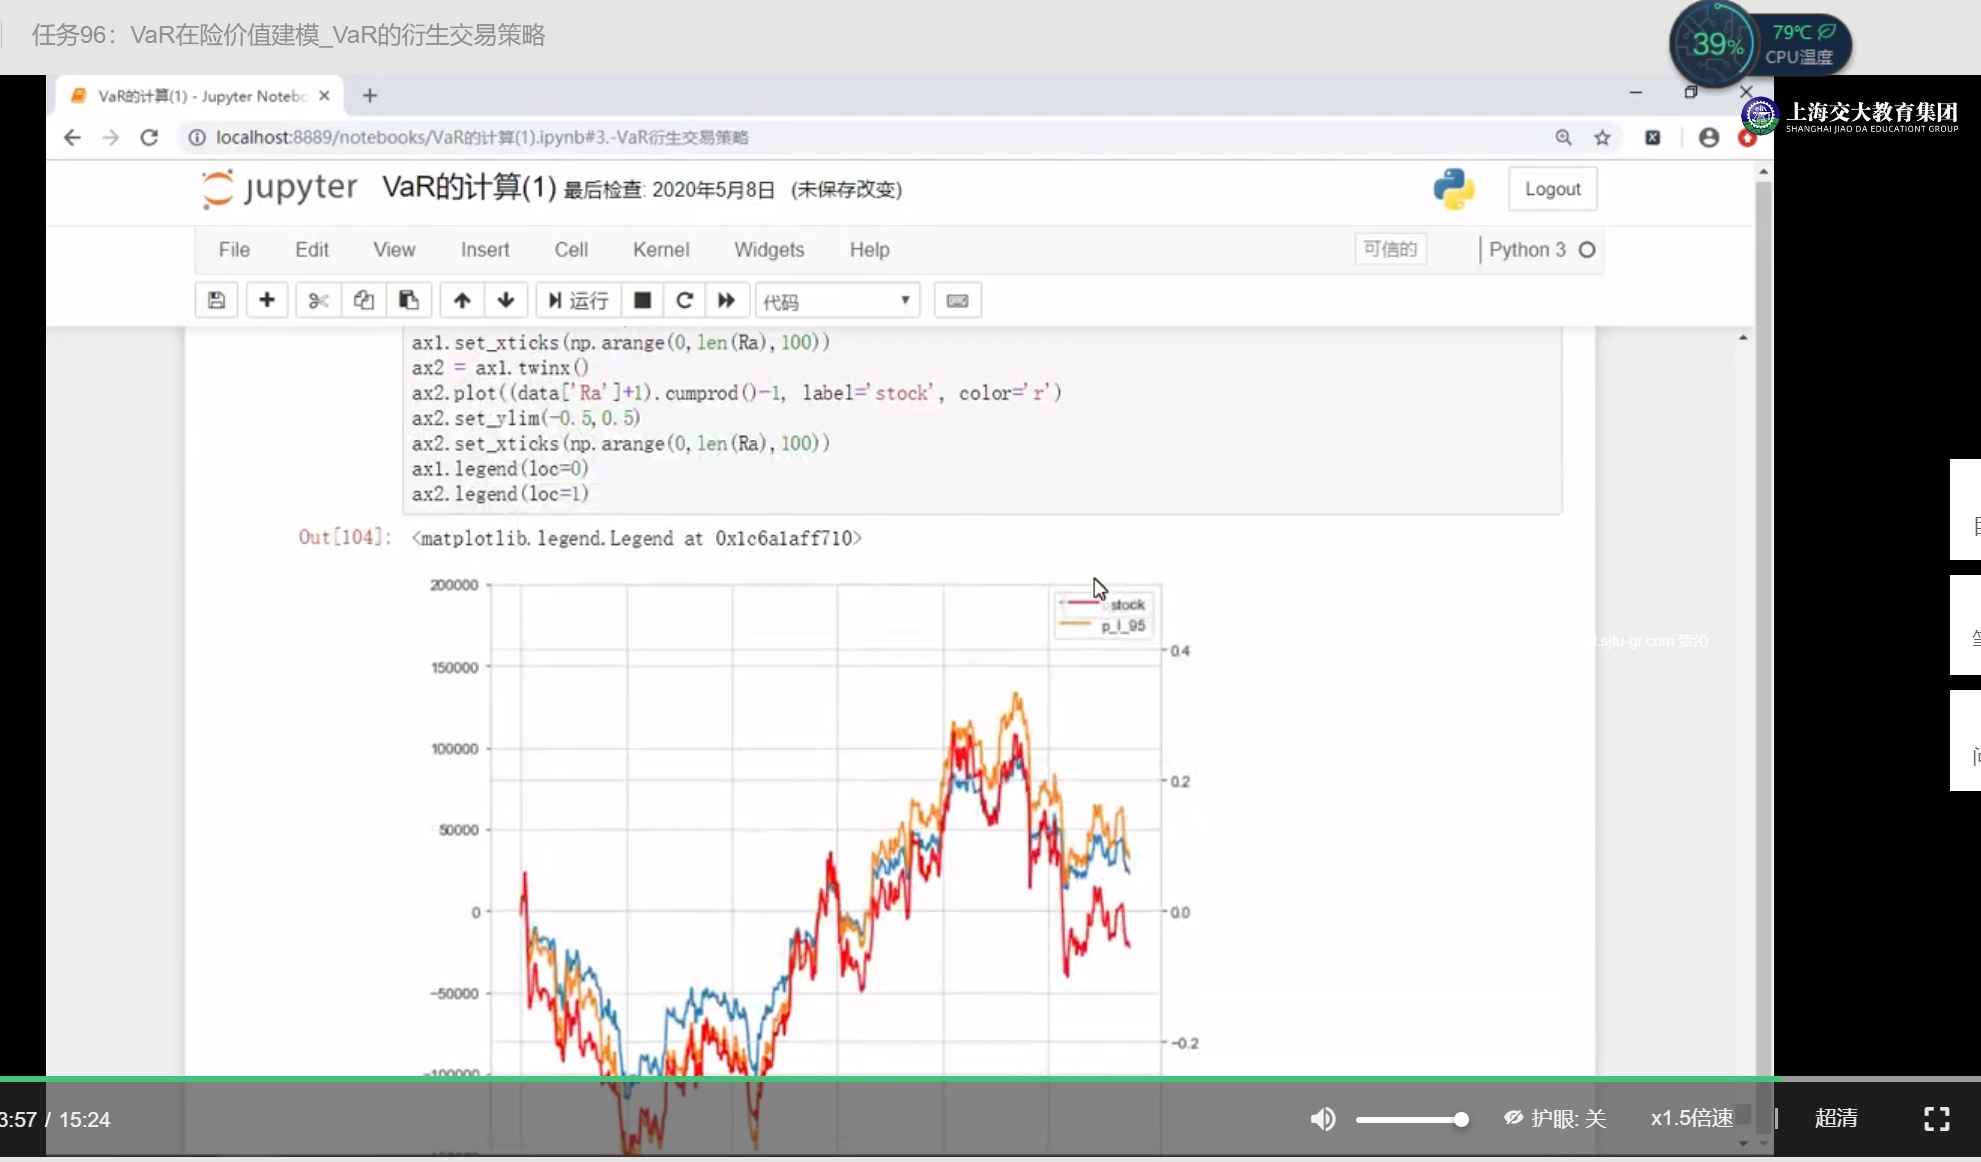 任务96：VaR在险价值建模_VaR的衍生交易策略
39%
79℃
CPU温度
VaR的计算(1) - Jupyter Notebo
上海交大教育集团
SHANGHAI JIAO DA EDUCATIONT GROUP
localhost:8889/notebooks/VaR的计算(1).ipynb#3.-VaR衍生交易策略
jupyter VaR的计算(1) 最后检查: 2020年5月8日 (未保存改变)
Logout
File Edit View Insert Cell Kernel Widgets Help 可信的 Python 3
运行 代码
ax1.set_xticks(np.arange(0,len(Ra),100))
ax2 = ax1.twinx()
ax2.plot((data['Ra']+1).cumprod()-1, label='stock', color='r')
ax2.set_ylim(-0.5,0.5)
ax2.set_xticks(np.arange(0,len(Ra),100))
ax1.legend(loc=0)
ax2.legend(loc=1)
Out[104]: <matplotlib.legend.Legend at 0x1c6a1aff710>
200000
stock
p_l_95
.sjtu-gr.com 贺沁
0.4
150000
100000
0.2
50000
0
0.0
-50000
-0.2
-100000
3:57 / 15:24
护眼: 关
x1.5倍速
超清